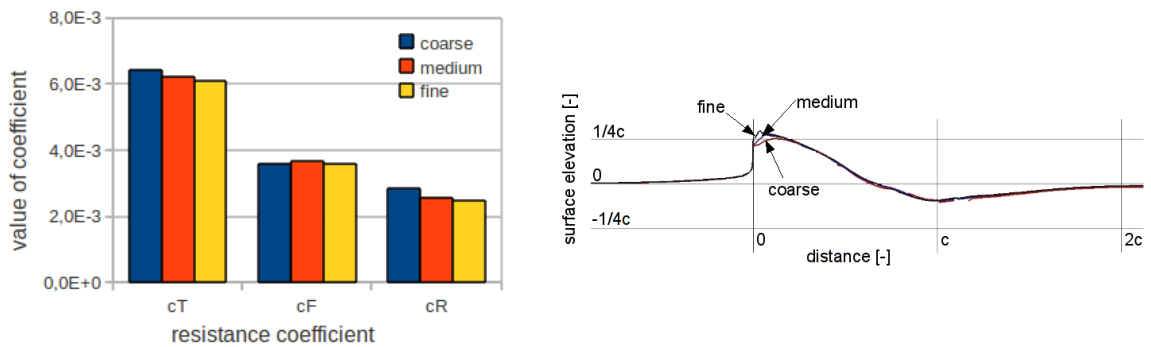 8,0E-3
6,0E-3
4,0E-3
2,0E-3
0,0E+0
value of coefficient
coarse
medium
fine
cT
cF
cR
resistance coefficient
surface elevation [-]
1/4c
0
-1/4c
fine
medium
coarse
0
c
2c
distance [-]